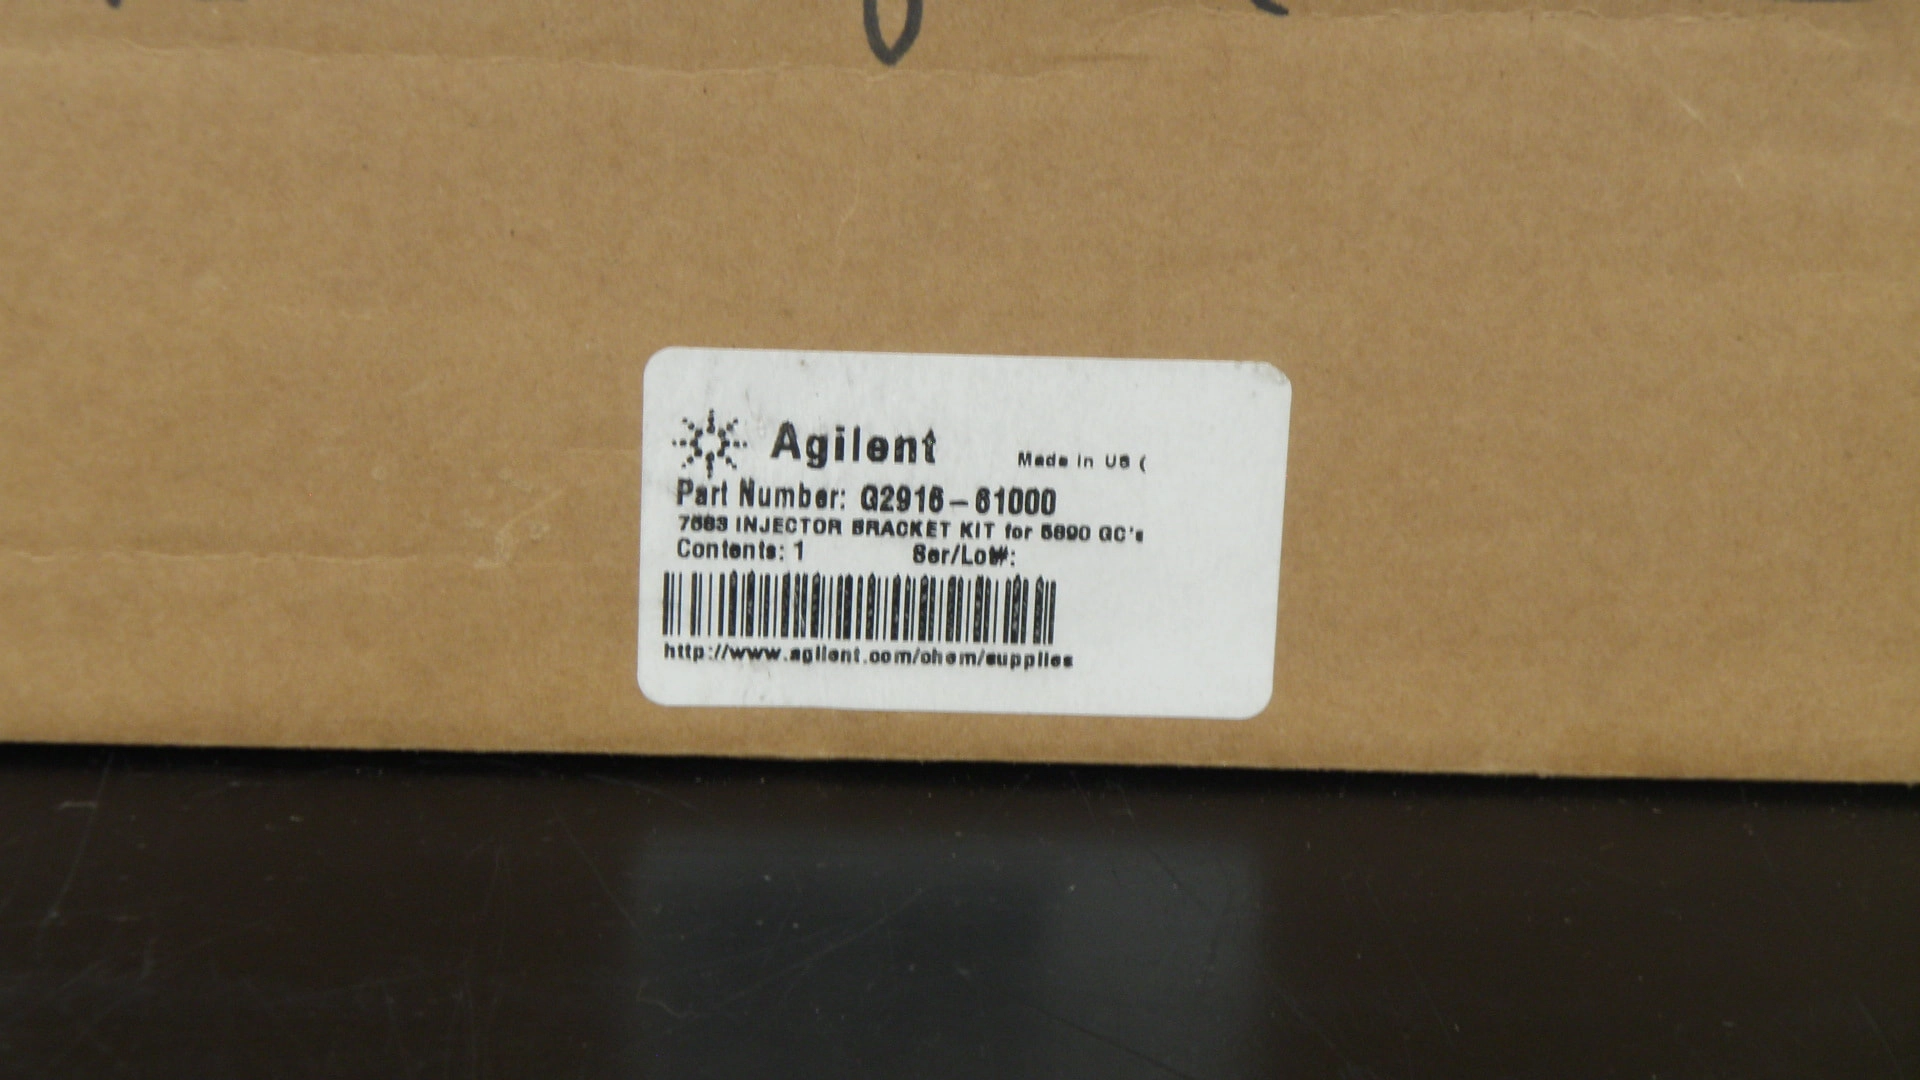 Agilent
Made in US (
Part Number: G2916-61000
INJECTOR BRACKET KIT for 5890 GC's
Contents: 1 Ser/Lot#:
http://www.agilent.com/chem/supplies